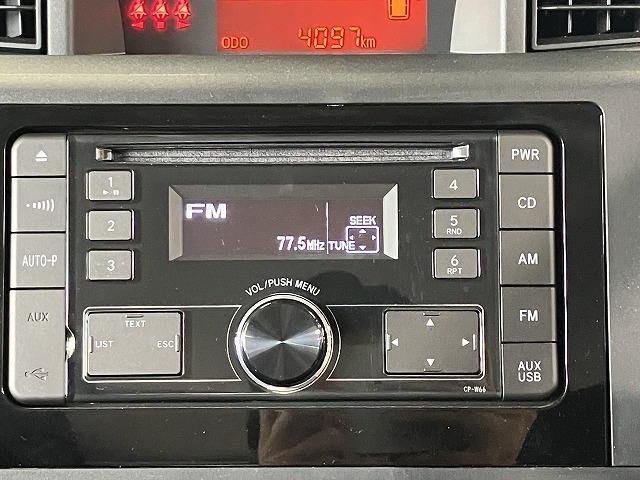 ODO 4097km
PWR
1
4
FM
SEEK
CD
2
5
RND
77.5MHz TUNE
AUTO-P
3
6
RPT
AM
VOL/PUSH MENU
AUX
TEXT
LIST ESC
FM
AUX
USB
CP-W66